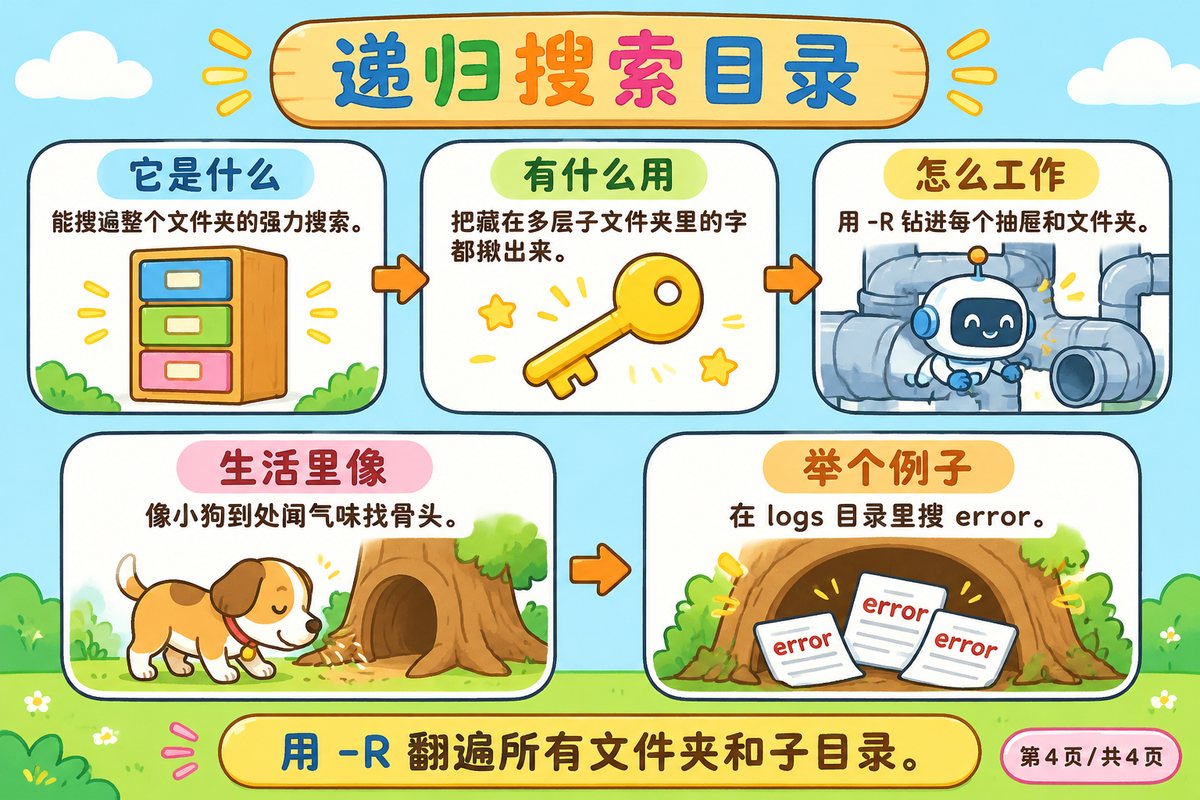 递归搜索目录
它是什么
能搜遍整个文件夹的强力搜索。
有什么用
把藏在多层子文件夹里的字
都揪出来。
怎么工作
用 -R 钻进每个抽屉和文件夹。
生活里像
像小狗到处闻气味找骨头。
举个例子
在 logs 目录里搜 error。
error
error
error
用 -R 翻遍所有文件夹和子目录。
第4页/共4页